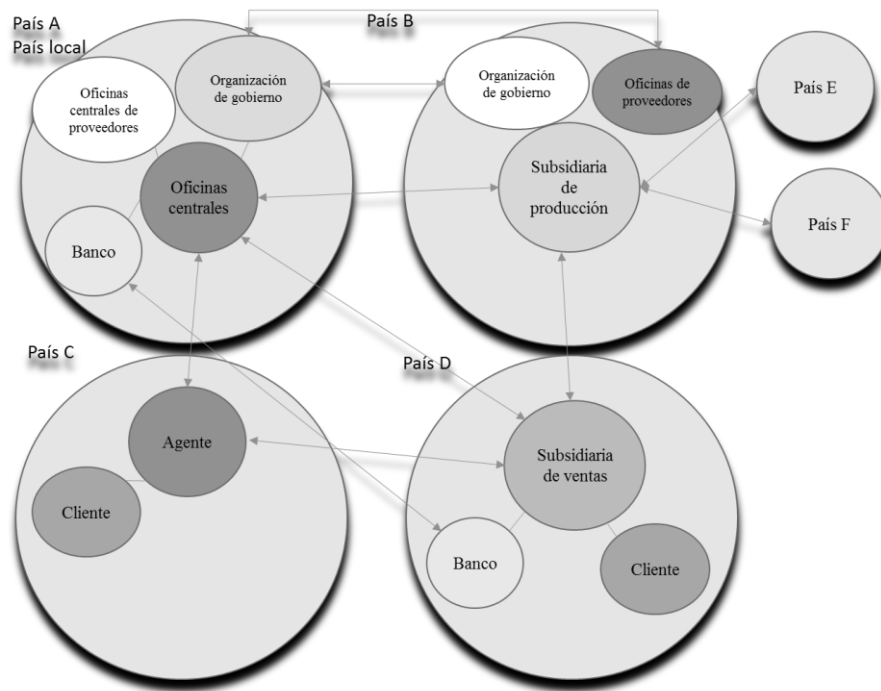 País A
País local
Oficinas
centrales de
proveedores
Organización
de gobierno
Oficinas
centrales
Banco
País B
Organización
de gobierno
Oficinas de
proveedores
Subsidiaria
de
producción
País E
País F
País C
Agente
Cliente
País D
Subsidiaria
de ventas
Banco
Cliente